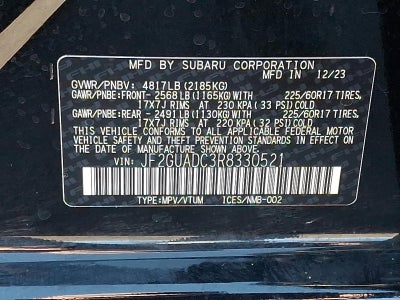 MFD BY SUBARU CORPORATION
GVWR/PNBV: 4817LB (2185KG) MFD IN 12/23
GAWR/PNBE:FRONT- 2568LB (1165KG)WITH 225/60R17 TIRES,
17X7J RIMS AT 230 KPA (33 PSI)COLD
GAWR/PNBE:REAR - 2491LB (1130KG)WITH 225/60R17 TIRES,
17X7J RIMS AT 220 KPA (32 PSI)COLD
THIS VEHICLE CONFORMS TO ALL APPLICABLE FEDERAL MOTOR
VEHICLE SAFETY, BUMPER, AND THEFT PREVENTION STANDARDS
IN EFFECT ON THE DATE OF MANUFACTURE SHOWN ABOVE.
VIN: JF2GUADC3R8330521
TYPE:MPV/VTUM ICES/NMB-002